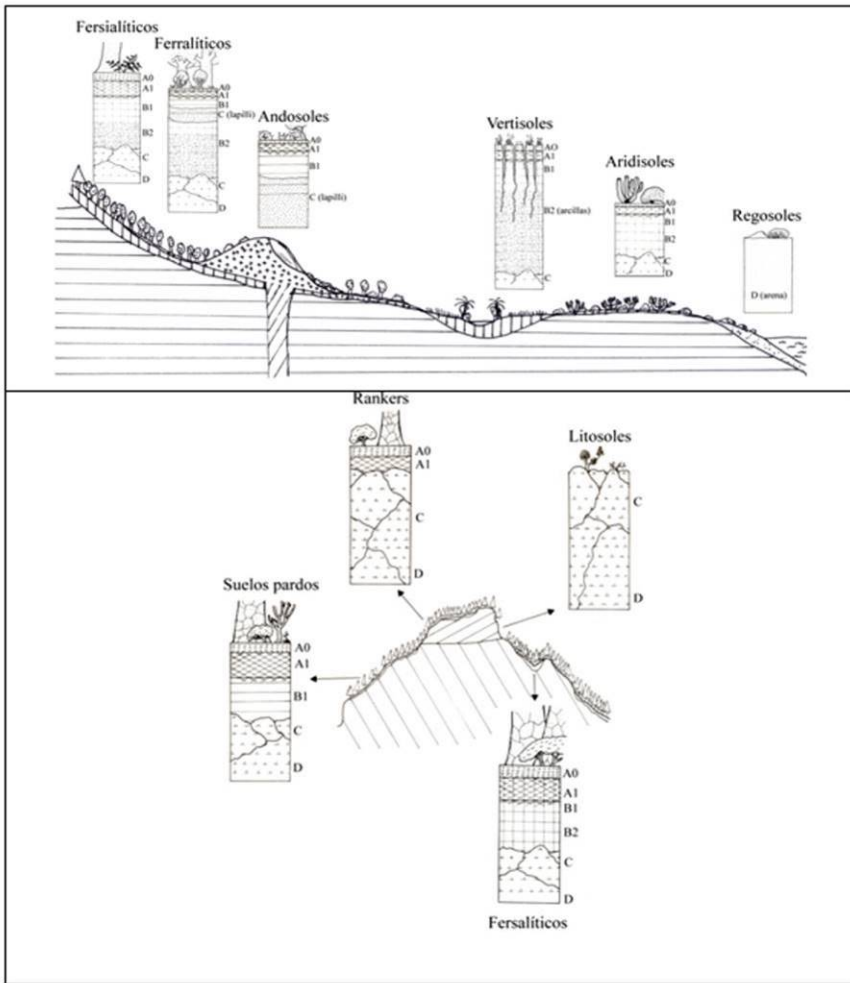 Fersialíticos
A0
A1
B1
B2
C
D
Ferralíticos
A0
A1
B1
C (lapilli)
B2
C
D
Andosoles
A0
A1
B1
C (lapilli)
Vertisoles
AO
A1
B1
B2 (arcillas)
C
Aridisoles
A0
A1
B1
B2
C
D
Regosoles
D (arena)
Rankers
A0
A1
C
D
Litosoles
C
D
Suelos pardos
A0
A1
B1
C
D
A0
A1
B1
B2
C
D
Fersalíticos